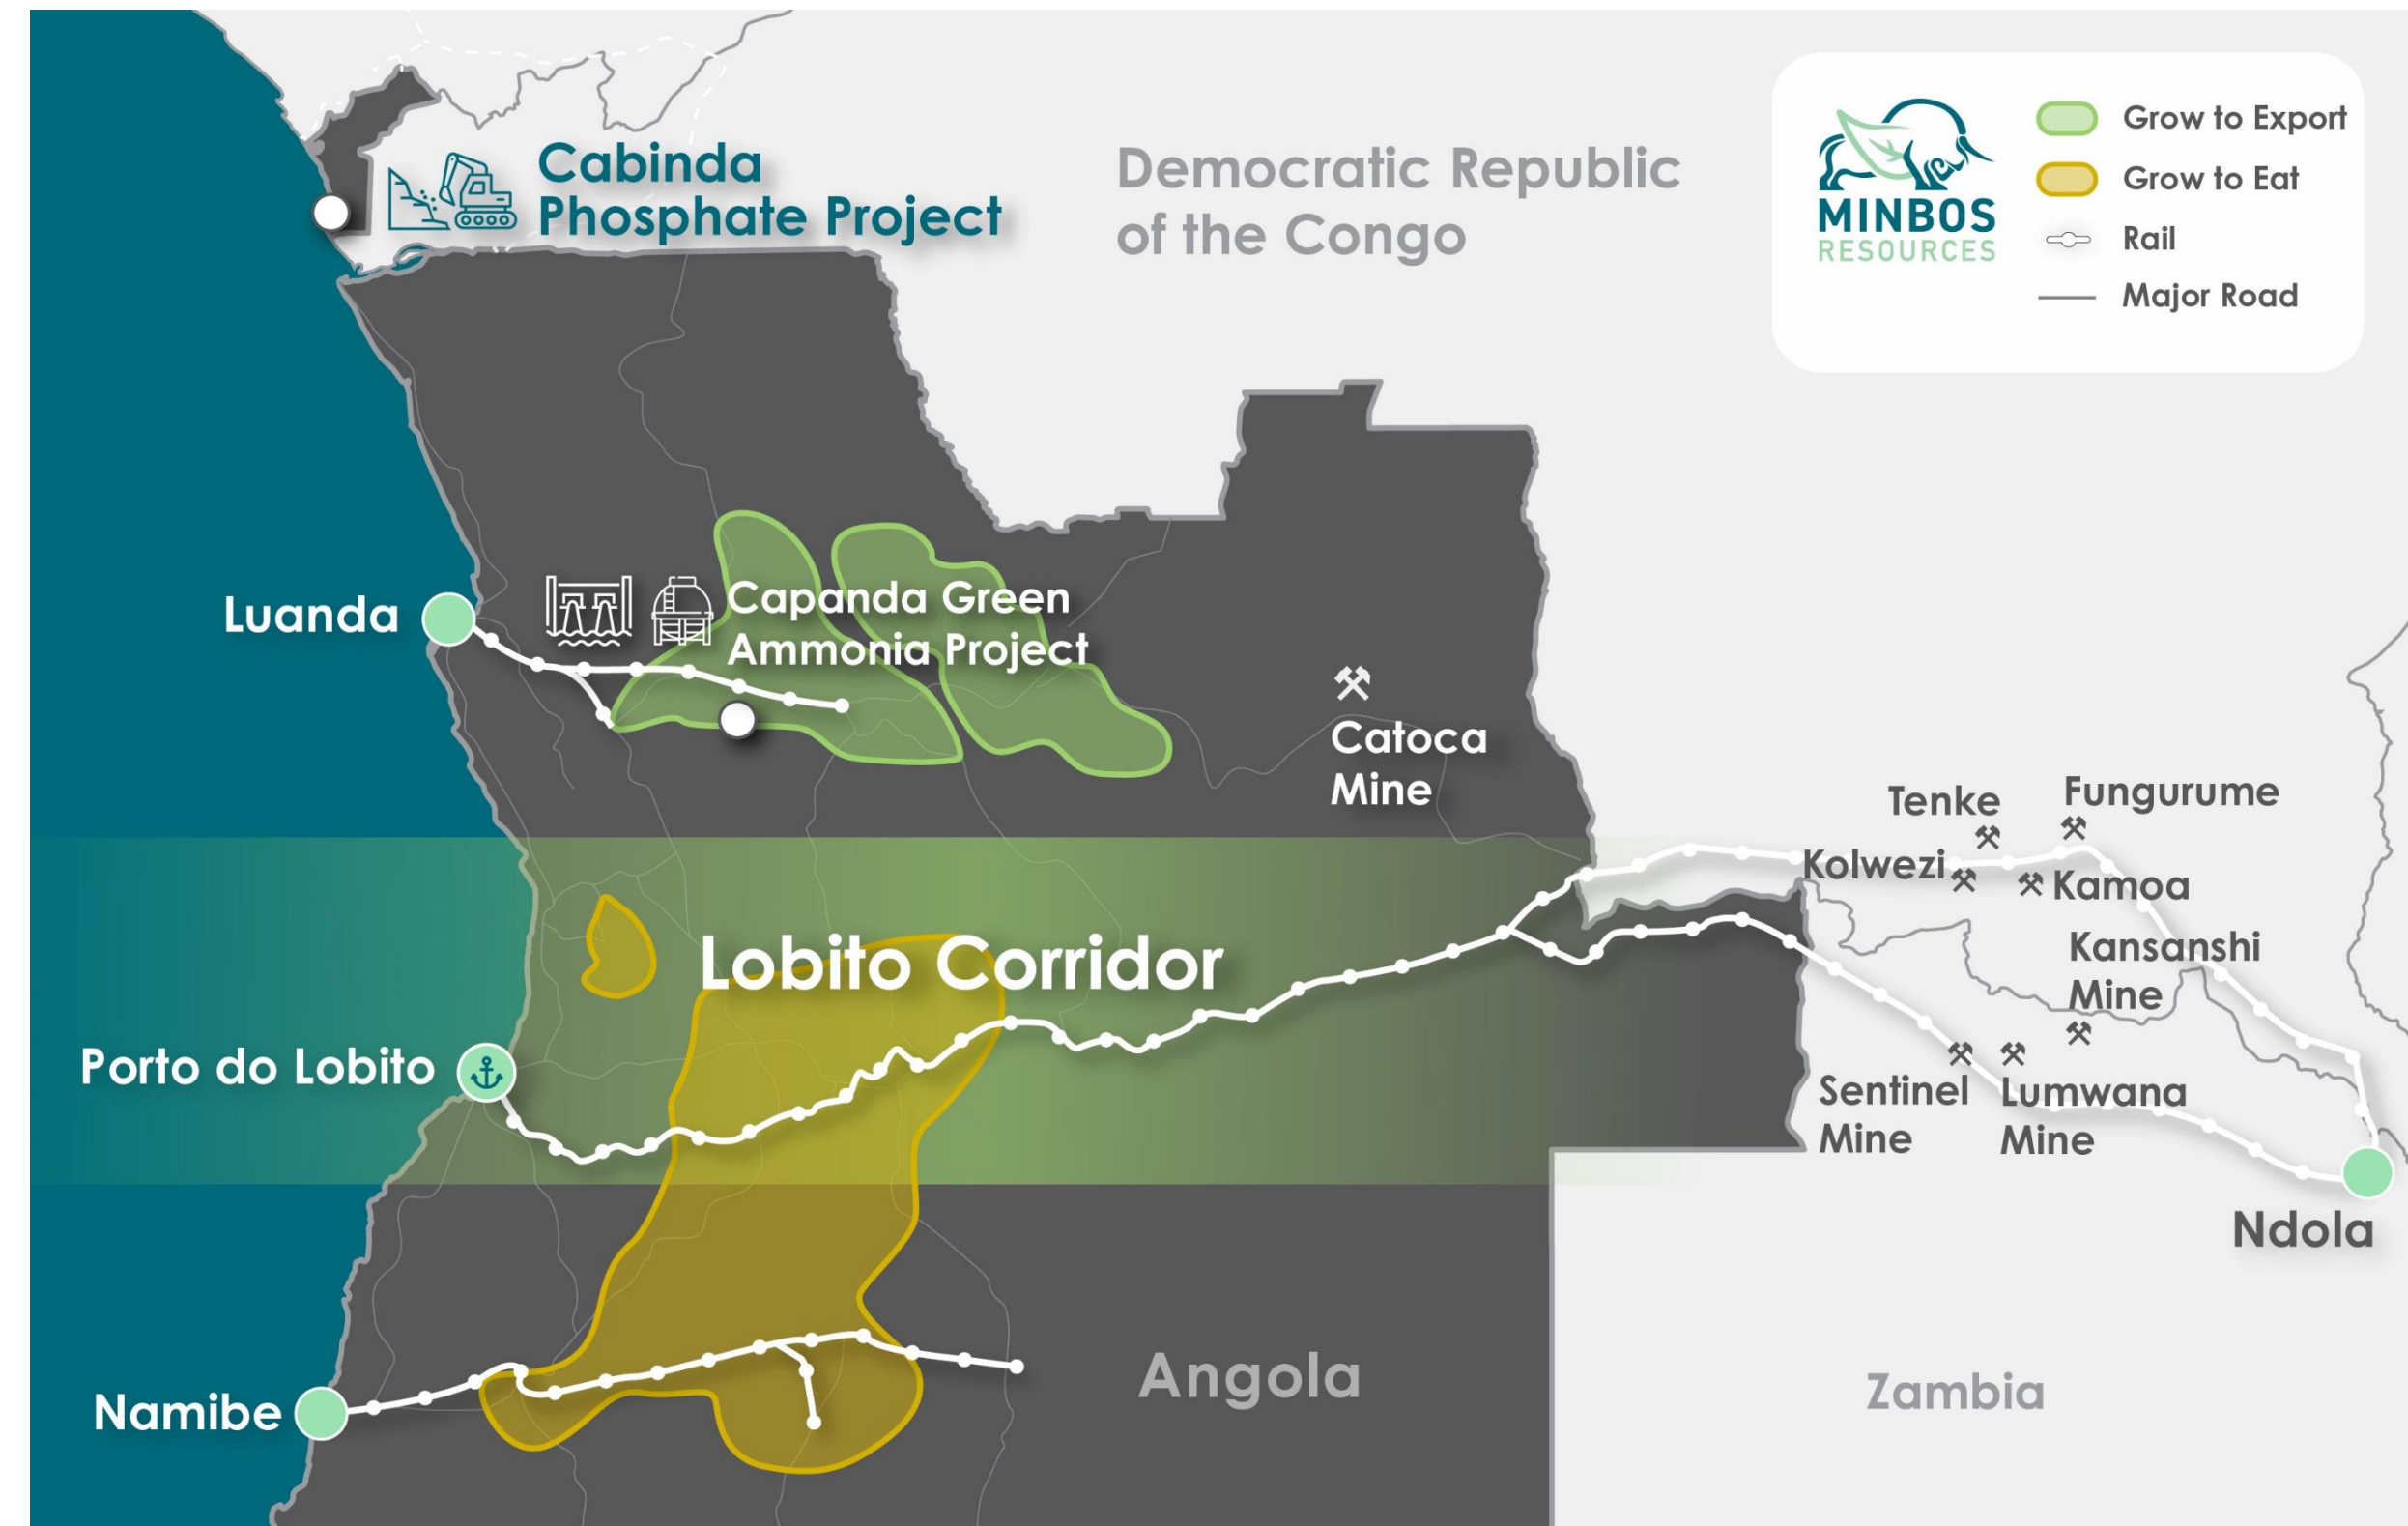 Cabinda
Phosphate Project
Democratic Republic
of the Congo
MINBOS
RESOURCES
Grow to Export
Grow to Eat
Rail
Major Road
Luanda
Capanda Green
Ammonia Project
Catoca
Mine
Tenke
Fungurume
Kolwezi
Kamoa
Kansanshi
Mine
Lobito Corridor
Porto do Lobito
Sentinel
Mine
Lumwana
Mine
Ndola
Namibe
Angola
Zambia